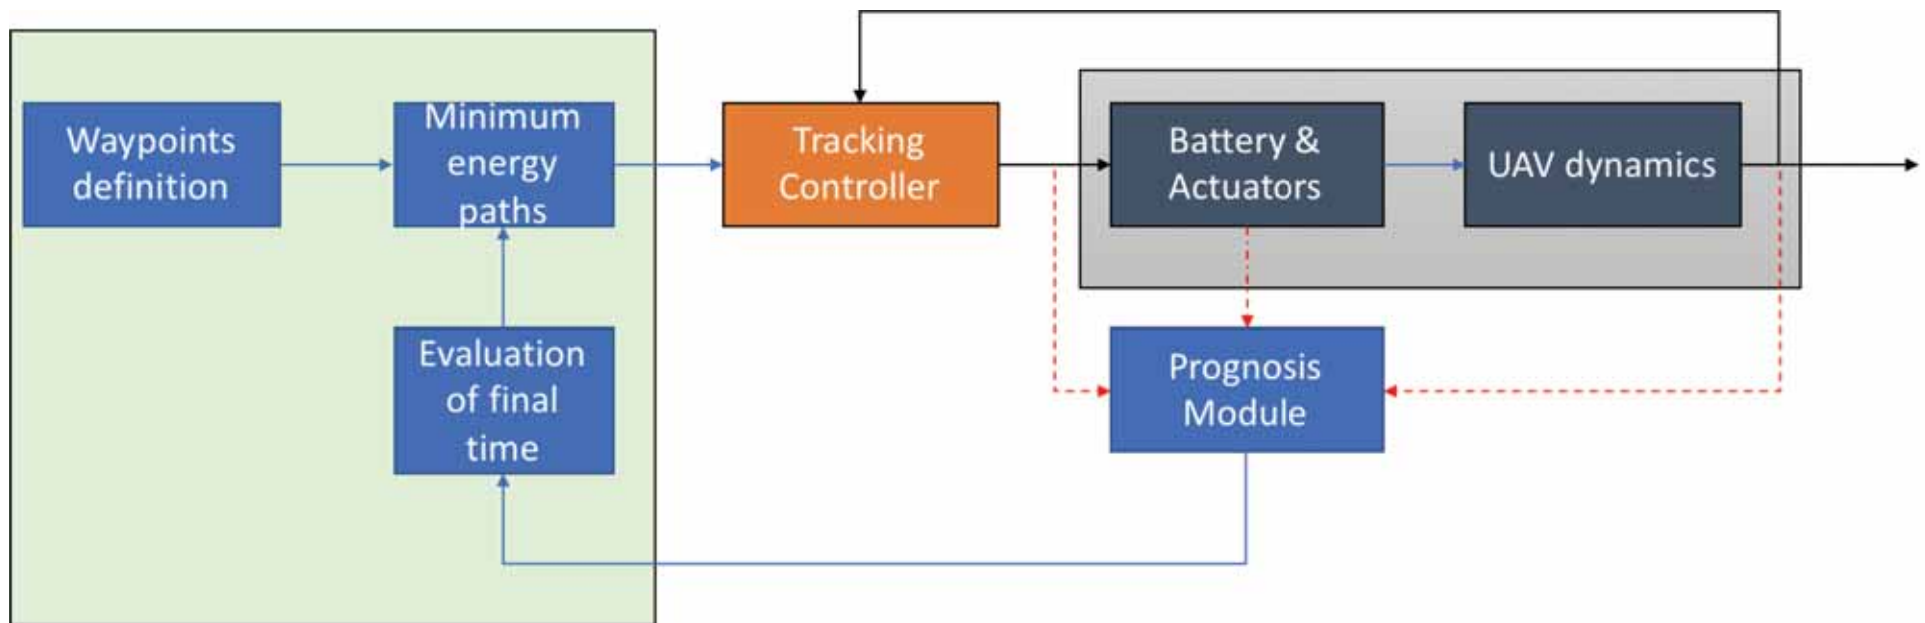 Waypoints
definition
Minimum
energy
paths
Tracking
Controller
Battery &
Actuators
UAV dynamics
Evaluation
of final
time
Prognosis
Module